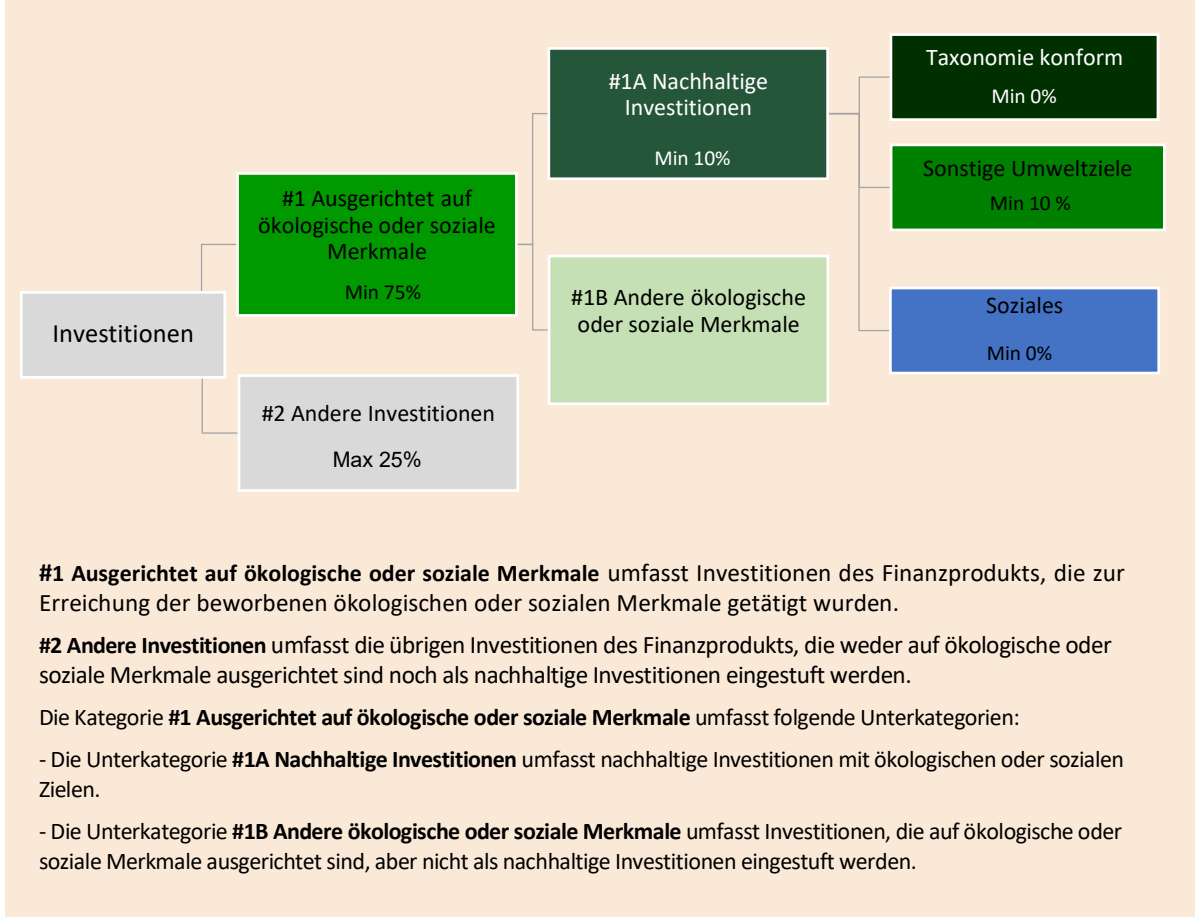 Investitionen
#1 Ausgerichtet auf
ökologische oder soziale
Merkmale
Min 75%
#2 Andere Investitionen
Max 25%
#1A Nachhaltige
Investitionen
Min 10%
#1B Andere ökologische
oder soziale Merkmale
Taxonomie konform
Min 0%
Sonstige Umweltziele
Min 10 %
Soziales
Min 0%
#1 Ausgerichtet auf ökologische oder soziale Merkmale umfasst Investitionen des Finanzprodukts, die zur
Erreichung der beworbenen ökologischen oder sozialen Merkmale getätigt wurden.
#2 Andere Investitionen umfasst die übrigen Investitionen des Finanzprodukts, die weder auf ökologische oder
soziale Merkmale ausgerichtet sind noch als nachhaltige Investitionen eingestuft werden.
Die Kategorie #1 Ausgerichtet auf ökologische oder soziale Merkmale umfasst folgende Unterkategorien:
- Die Unterkategorie #1A Nachhaltige Investitionen umfasst nachhaltige Investitionen mit ökologischen oder sozialen
Zielen.
- Die Unterkategorie #1B Andere ökologische oder soziale Merkmale umfasst Investitionen, die auf ökologische oder
soziale Merkmale ausgerichtet sind, aber nicht als nachhaltige Investitionen eingestuft werden.